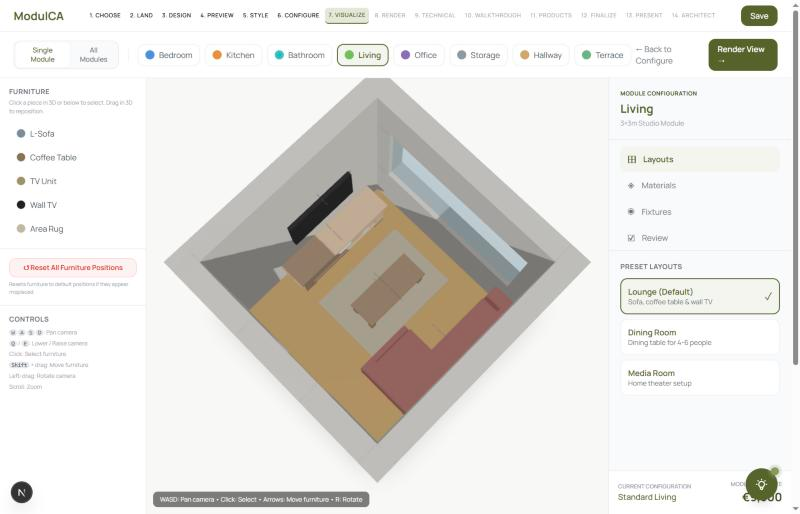 ModulCA
1. CHOOSE 2. LAND 3. DESIGN 4. PREVIEW 5. STYLE 6. CONFIGURE 7. VISUALIZE 8. RENDER 9. TECHNICAL 10. WALKTHROUGH 11. PRODUCTS 12. FINALIZE 13. PRESENT 14. ARCHITECT
Save
Single Module
All Modules
Bedroom
Kitchen
Bathroom
Living
Office
Storage
Hallway
Terrace
← Back to Configure
Render View →
FURNITURE
Click a piece in 3D or below to select. Drag in 3D to reposition.
L-Sofa
Coffee Table
TV Unit
Wall TV
Area Rug
↺ Reset All Furniture Positions
Resets furniture to default positions if they appear misplaced.
CONTROLS
W A S D Pan camera
Q / E Lower / Raise camera
Click: Select furniture
Shift + drag: Move furniture
Left-drag: Rotate camera
Scroll: Zoom
N
WASD: Pan camera • Click: Select • Arrows: Move furniture • R: Rotate
MODULE CONFIGURATION
Living
3×3m Studio Module
Layouts
Materials
Fixtures
Review
PRESET LAYOUTS
Lounge (Default)
Sofa, coffee table & wall TV
Dining Room
Dining table for 4-6 people
Media Room
Home theater setup
CURRENT CONFIGURATION
Standard Living